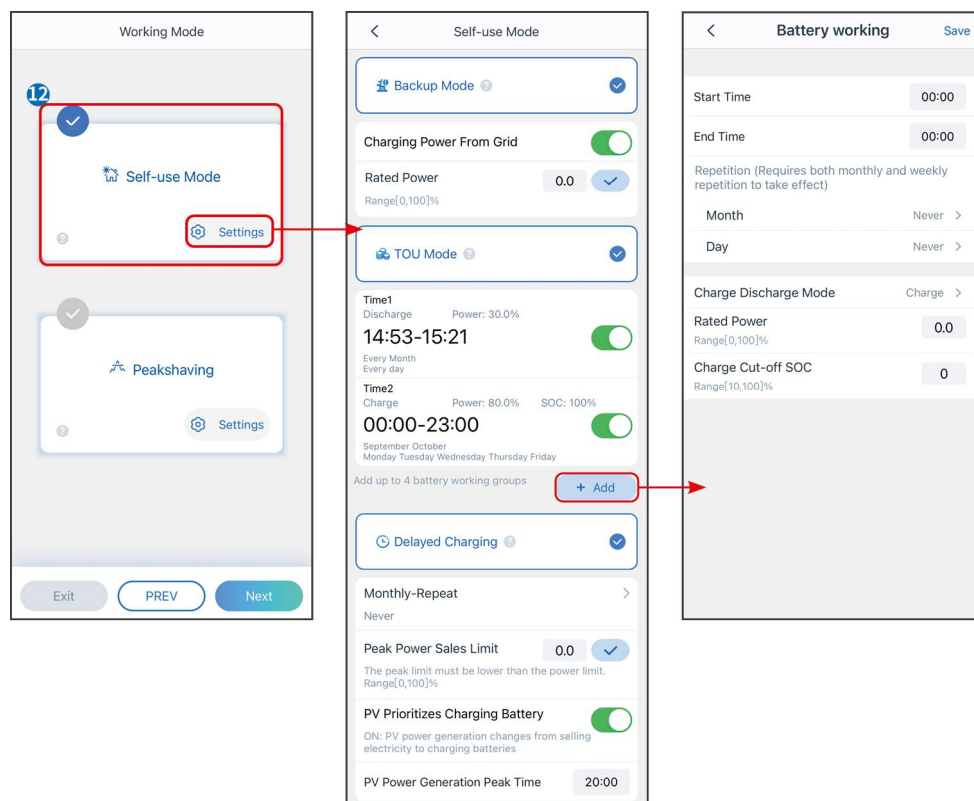 Working Mode
12
Self-use Mode
?
Settings
Peakshaving
?
Settings
Exit
PREV
Next
Self-use Mode
Backup Mode ?
Charging Power From Grid
Rated Power
0.0
Range[0,100]%
TOU Mode ?
Time1
Discharge Power: 30.0%
14:53-15:21
Every Month
Every day
Time2
Charge Power: 80.0% SOC: 100%
00:00-23:00
September October
Monday Tuesday Wednesday Thursday Friday
Add up to 4 battery working groups
+ Add
Delayed Charging ?
Monthly-Repeat >
Never
Peak Power Sales Limit 0.0
The peak limit must be lower than the power limit.
Range[0,100]%
PV Prioritizes Charging Battery
ON: PV power generation changes from selling
electricity to charging batteries
PV Power Generation Peak Time 20:00
Battery working Save
Start Time 00:00
End Time 00:00
Repetition (Requires both monthly and weekly
repetition to take effect)
Month Never >
Day Never >
Charge Discharge Mode Charge >
Rated Power
0.0
Range[0,100]%
Charge Cut-off SOC
0
Range[10,100]%